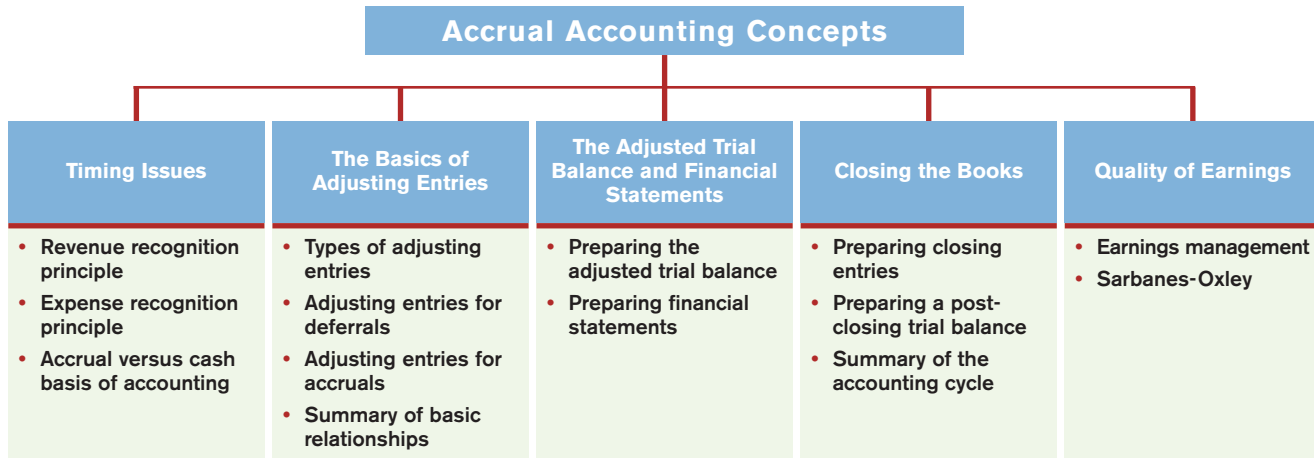 Accrual Accounting Concepts
Timing Issues
• Revenue recognition
principle
• Expense recognition
principle
• Accrual versus cash
basis of accounting
The Basics of
Adjusting Entries
• Types of adjusting
entries
• Adjusting entries for
deferrals
• Adjusting entries for
accruals
• Summary of basic
relationships
The Adjusted Trial
Balance and Financial
Statements
• Preparing the
adjusted trial balance
• Preparing financial
statements
Closing the Books
• Preparing closing
entries
• Preparing a post-
closing trial balance
• Summary of the
accounting cycle
Quality of Earnings
• Earnings management
• Sarbanes-Oxley